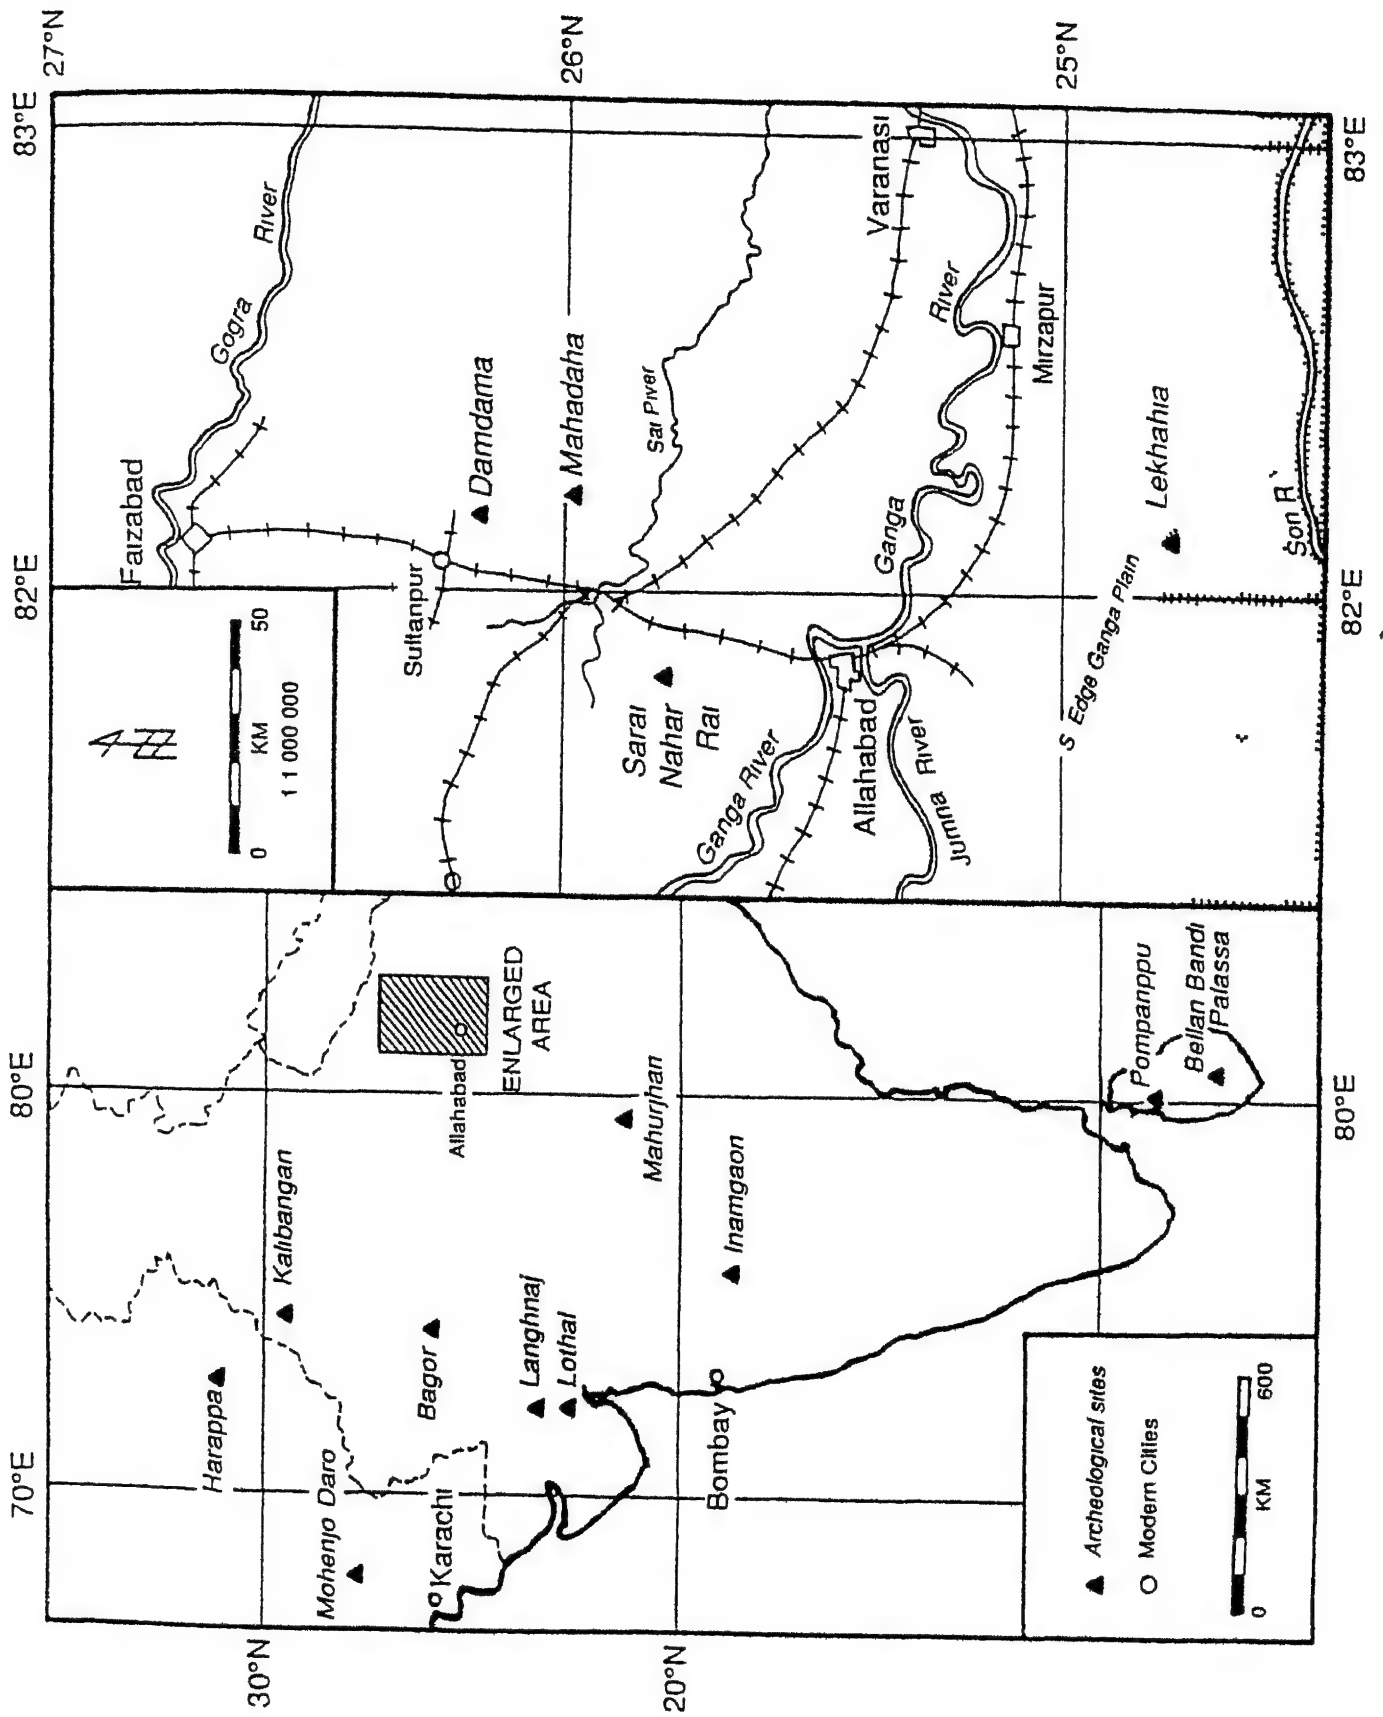 70°E
80°E
30°N
20°N
Harappa
Kalibangan
Mohenjo Daro
Karachi
Bagor
Langhnaj
Lothal
Allahabad
ENLARGED
AREA
Mahurjhan
Bombay
Inamgaon
Pompanppu
Bellan Bandi
Palassa
80°E
Archeological sites
Modern Cities
0
600
KM
82°E
83°E
27°N
26°N
25°N
0
50
KM
1 1 000 000
Faizabad
Gogra
River
Sultanpur
Damdama
Mahadaha
Sai River
Sarai
Nahar
Rai
Ganga River
Allahabad
Jumna
River
Ganga
River
Varanasi
Mirzapur
S Edge Ganga Plain
Lekhahia
Son R
82°E
83°E